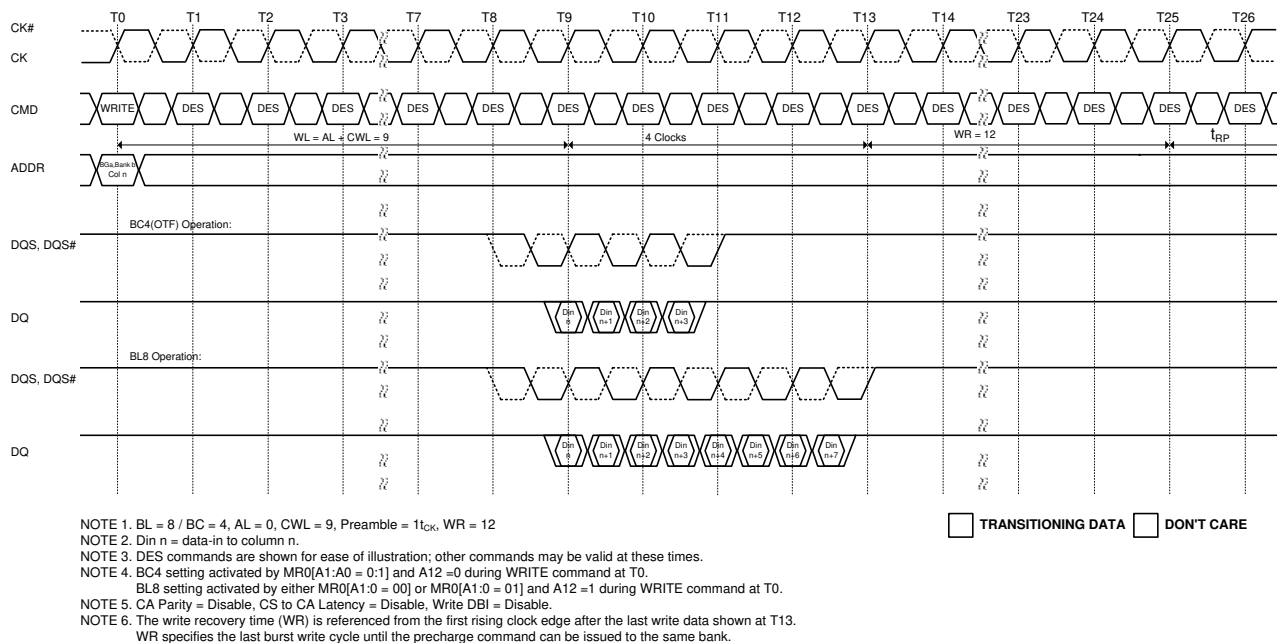 T0 T1 T2 T3 T7 T8 T9 T10 T11 T12 T13 T14 T23 T24 T25 T26
CK#
CK
CMD WRITE DES DES DES DES DES DES DES DES DES DES DES DES DES DES DES
WL = AL + CWL = 9 4 Clocks WR = 12 tRP
ADDR
BGa,Bank b
Col n
BC4(OTF) Operation:
DQS, DQS#
DQ
Din n Din n+1 Din n+2 Din n+3
BL8 Operation:
DQS, DQS#
DQ
Din n Din n+1 Din n+2 Din n+3 Din n+4 Din n+5 Din n+6 Din n+7
NOTE 1. BL = 8 / BC = 4, AL = 0, CWL = 9, Preamble = 1tCK, WR = 12
NOTE 2. Din n = data-in to column n.
NOTE 3. DES commands are shown for ease of illustration; other commands may be valid at these times.
NOTE 4. BC4 setting activated by MR0[A1:A0 = 0:1] and A12 =0 during WRITE command at T0.
BL8 setting activated by either MR0[A1:0 = 00] or MR0[A1:0 = 01] and A12 =1 during WRITE command at T0.
NOTE 5. CA Parity = Disable, CS to CA Latency = Disable, Write DBI = Disable.
NOTE 6. The write recovery time (WR) is referenced from the first rising clock edge after the last write data shown at T13.
WR specifies the last burst write cycle until the precharge command can be issued to the same bank.
TRANSITIONING DATA DON'T CARE